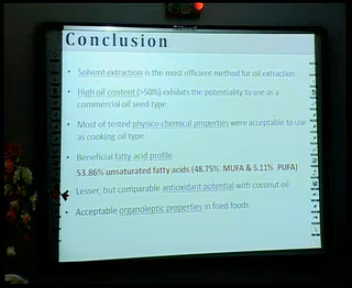 Conclusion
• Solvent extraction is the most efficient method for oil extraction
• High oil content (>50%) exhibits the potentiality to use as a
commercial oil seed type
• Most of tested physico-chemical properties were acceptable to use
as cooking oil type
• Beneficial fatty acid profile
53.86% unsaturated fatty acids (48.75% MUFA & 5.11% PUFA)
• Lesser, but comparable antioxidant potential with coconut oil
• Acceptable organoleptic properties in fried foods